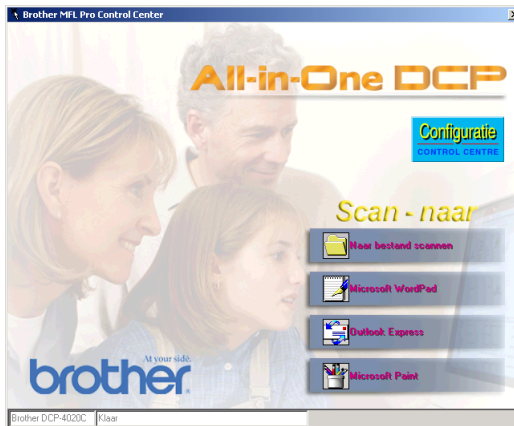 Brother MFL Pro Control Center
All-in-One DCP
Configuratie
CONTROL CENTRE
Scan - naar
Naar bestand scannen
Microsoft WordPad
Outlook Express
Microsoft Paint
At your side.
brother
Brother DCP-4020C
Klaar